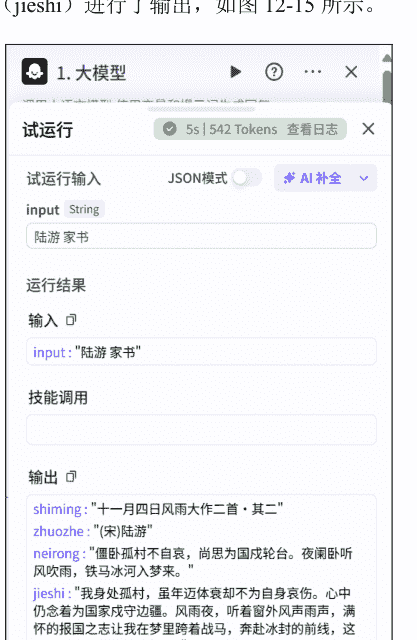 （jieshi）进行了输出，如图 12-15 所示。
1. 大模型
试运行
5s | 542 Tokens 查看日志
试运行输入
JSON模式
AI 补全
input String
陆游 家书
运行结果
输入
input : "陆游 家书"
技能调用
输出
shiming : "十一月四日风雨大作二首・其二"
zhuozhe : "(宋)陆游"
neirong : "僵卧孤村不自哀，尚思为国戍轮台。夜阑卧听
风吹雨，铁马冰河入梦来。"
jieshi : "我身处孤村，虽年迈体衰却不为自身哀伤。心中
仍念着为国家戍守边疆。风雨夜，听着窗外风声雨声，满
怀的报国之志让我在梦里跨着战马，奔赴冰封的前线，这